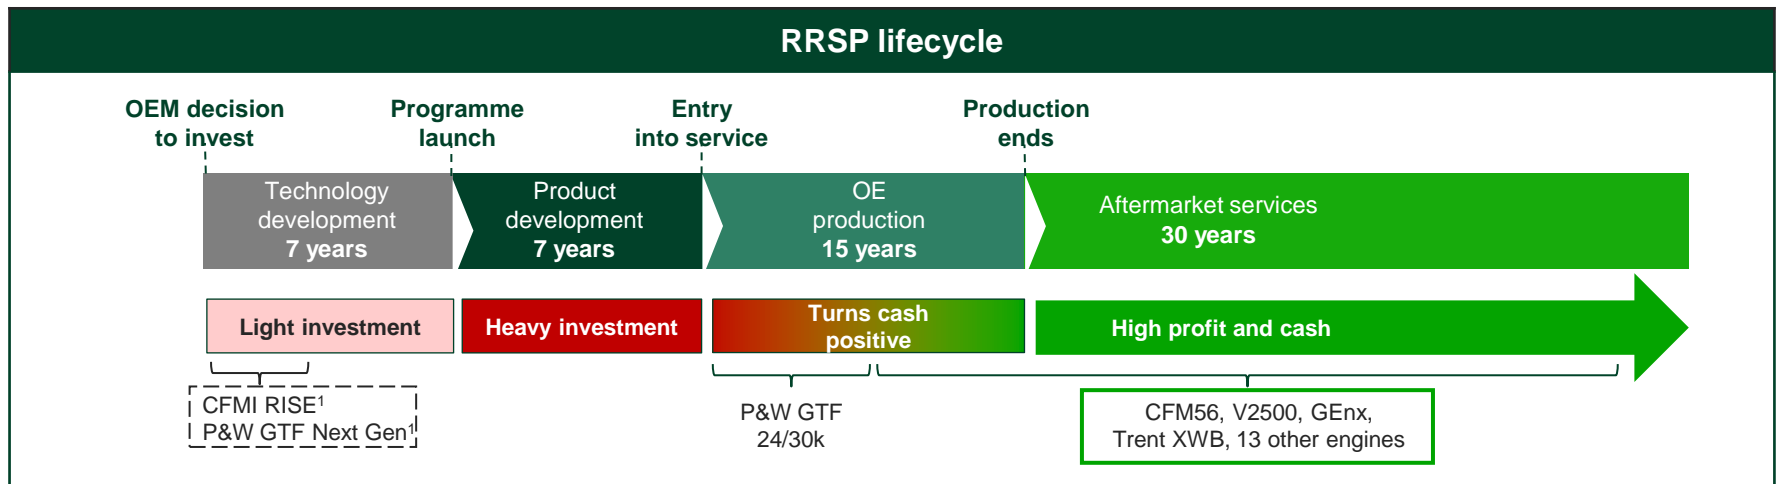 RRSP lifecycle
OEM decision
to invest
Programme
launch
Entry
into service
Production
ends
Technology
development
7 years
Product
development
7 years
OE
production
15 years
Aftermarket services
30 years
Light investment
Heavy investment
Turns cash
positive
High profit and cash
CFMI RISE¹
P&W GTF Next Gen¹
P&W GTF
24/30k
CFM56, V2500, GEnx,
Trent XWB, 13 other engines